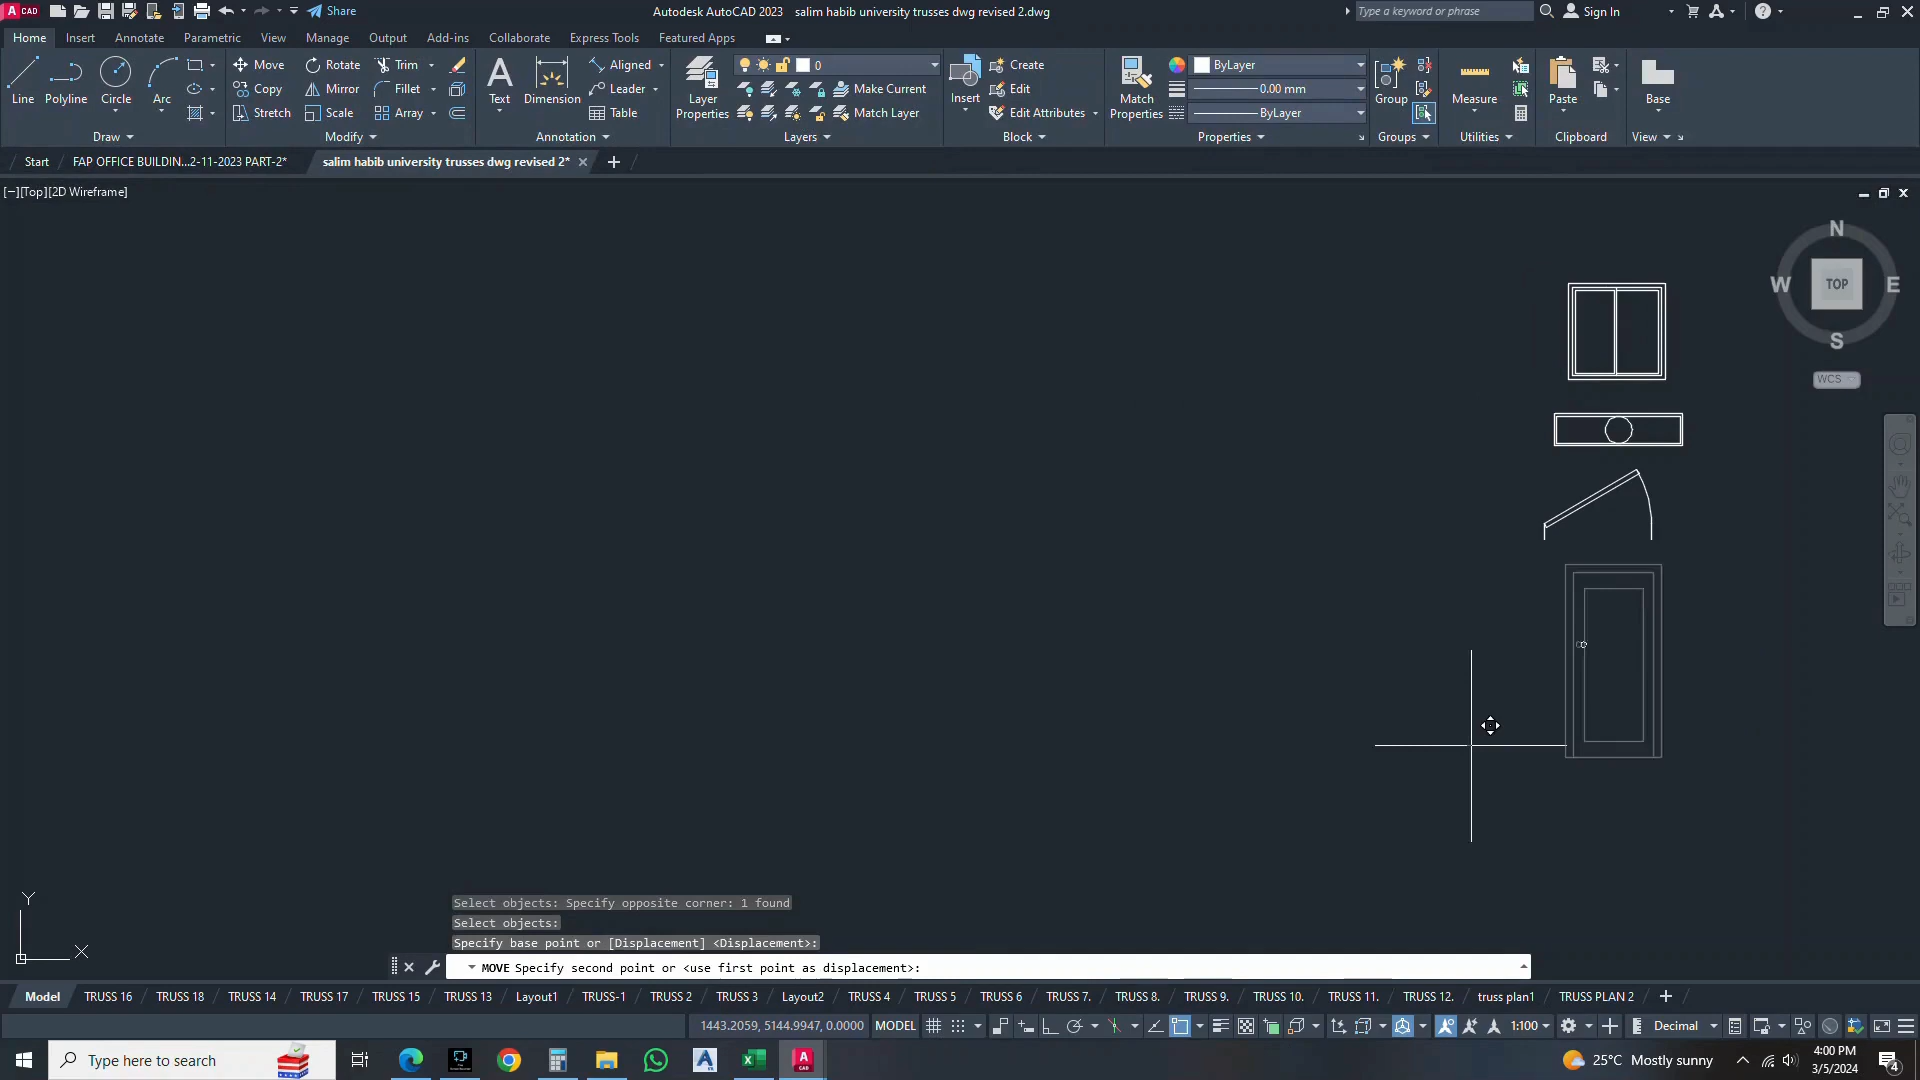 CAD
Share
Autodesk AutoCAD 2023 salim habib university trusses dwg revised 2.dwg
Type a keyword or phrase
Sign In
Home Insert Annotate Parametric View Manage Output Add-ins Collaborate Express Tools Featured Apps
Line Polyline Circle Arc
Move Rotate Trim
Copy Mirror Fillet
Stretch Scale Array
Draw
Modify
Text Dimension
Aligned
Leader
Table
Annotation
Layer Properties
0
Make Current
Match Layer
Layers
Insert
Create
Edit
Edit Attributes
Block
Match Properties
ByLayer
0.00 mm
ByLayer
Properties
Group
Groups
Measure
Utilities
Paste
Clipboard
Base
View
Start FAP OFFICE BUILDIN...2-11-2023 PART-2* salim habib university trusses dwg revised 2*
[−][Top][2D Wireframe]
N
W TOP E
S
WCS
Y
X
Select objects: Specify opposite corner: 1 found
Select objects:
Specify base point or [Displacement] <Displacement>:
MOVE Specify second point or <use first point as displacement>:
Model TRUSS 16 TRUSS 18 TRUSS 14 TRUSS 17 TRUSS 15 TRUSS 13 Layout1 TRUSS-1 TRUSS 2 TRUSS 3 Layout2 TRUSS 4 TRUSS 5 TRUSS 6 TRUSS 7. TRUSS 8. TRUSS 9. TRUSS 10. TRUSS 11. TRUSS 12. truss plan1 TRUSS PLAN 2
1443.2059, 5144.9947, 0.0000 MODEL 1:100 Decimal
Type here to search
25°C Mostly sunny
4:00 PM
3/5/2024
4